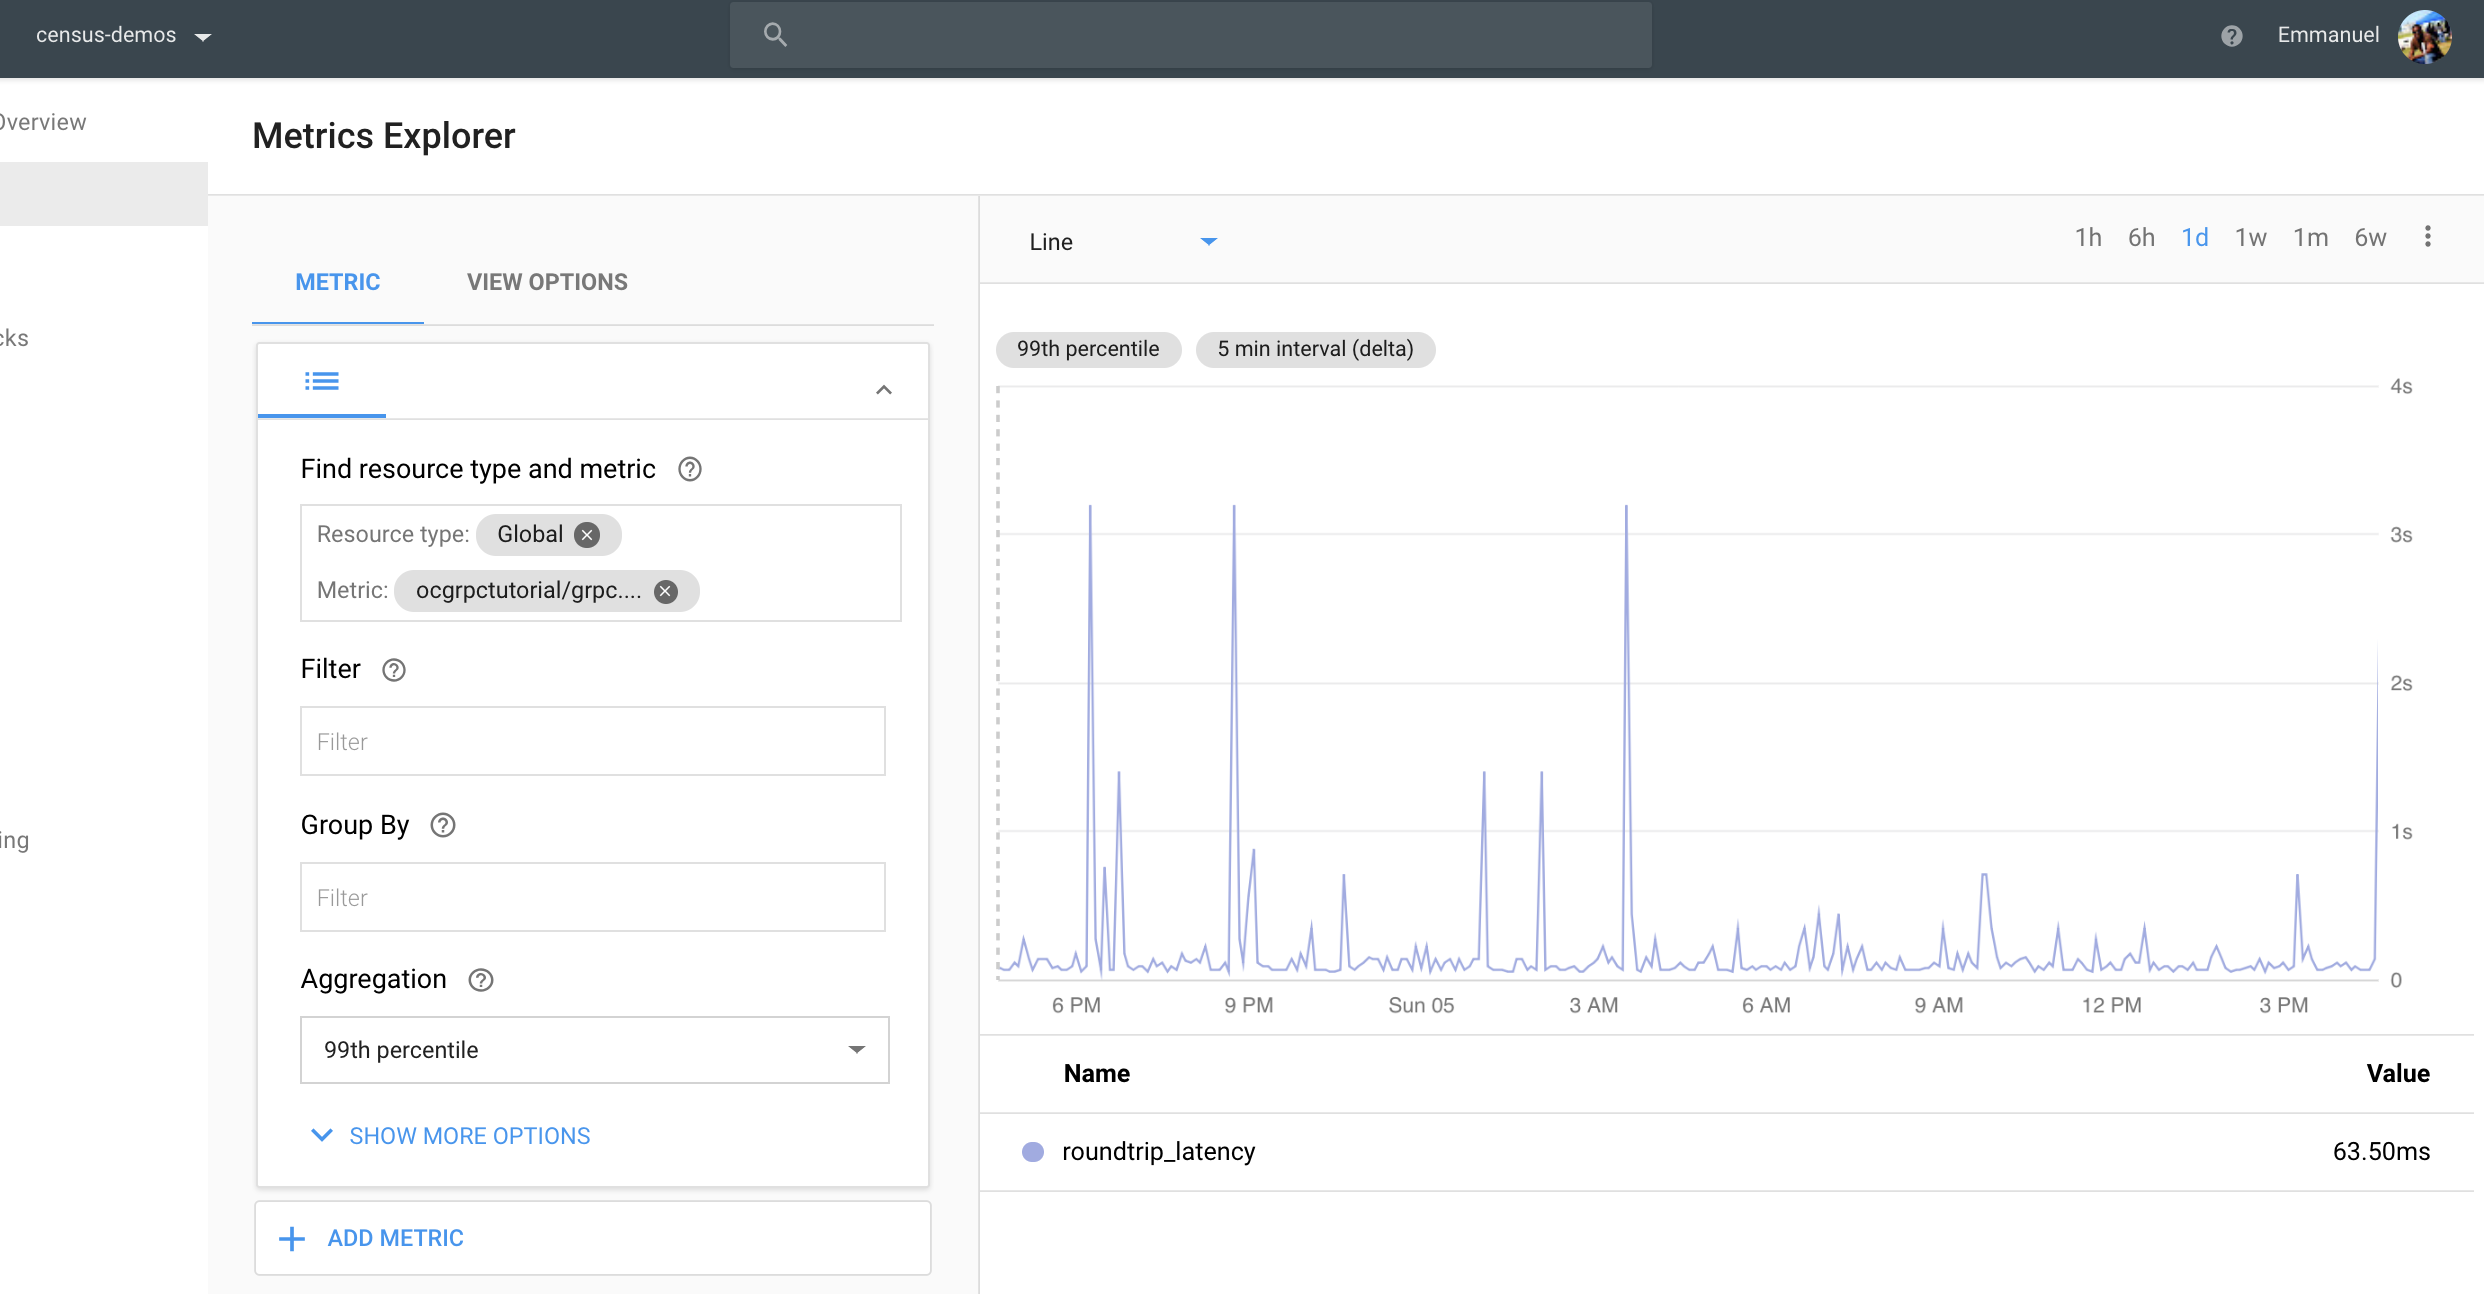 census-demos
Emmanuel
Overview
Metrics Explorer
cks
ing
METRIC VIEW OPTIONS
Find resource type and metric
Resource type: Global
Metric: ocgrpctutorial/grpc....
Filter
Filter
Group By
Filter
Aggregation
99th percentile
SHOW MORE OPTIONS
ADD METRIC
Line
1h 6h 1d 1w 1m 6w
99th percentile 5 min interval (delta)
4s
3s
2s
1s
0
6 PM 9 PM Sun 05 3 AM 6 AM 9 AM 12 PM 3 PM
Name Value
roundtrip_latency 63.50ms